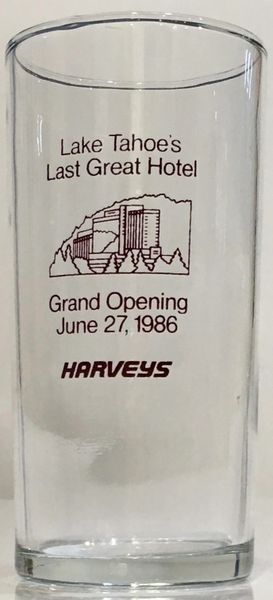 Lake Tahoe's
Last Great Hotel
Grand Opening
June 27, 1986
HARVEYS